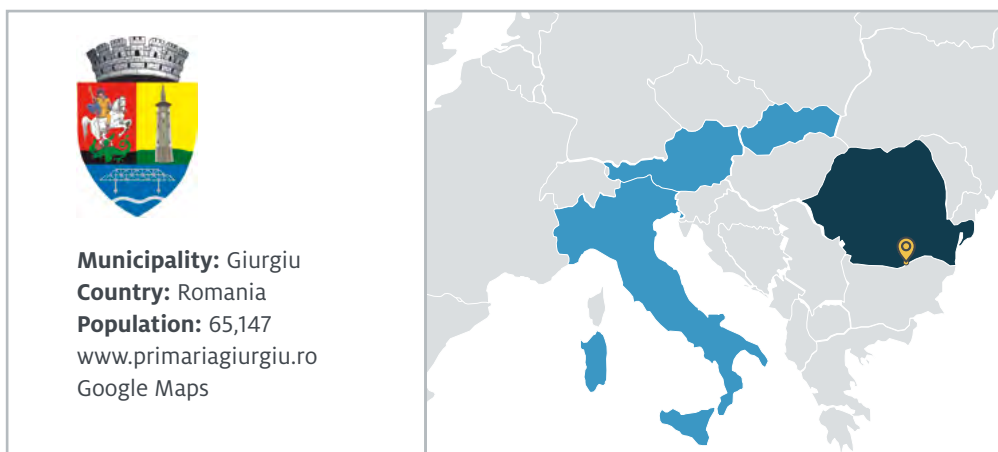 Municipality: Giurgiu
Country: Romania
Population: 65,147
www.primariagiurgiu.ro
Google Maps